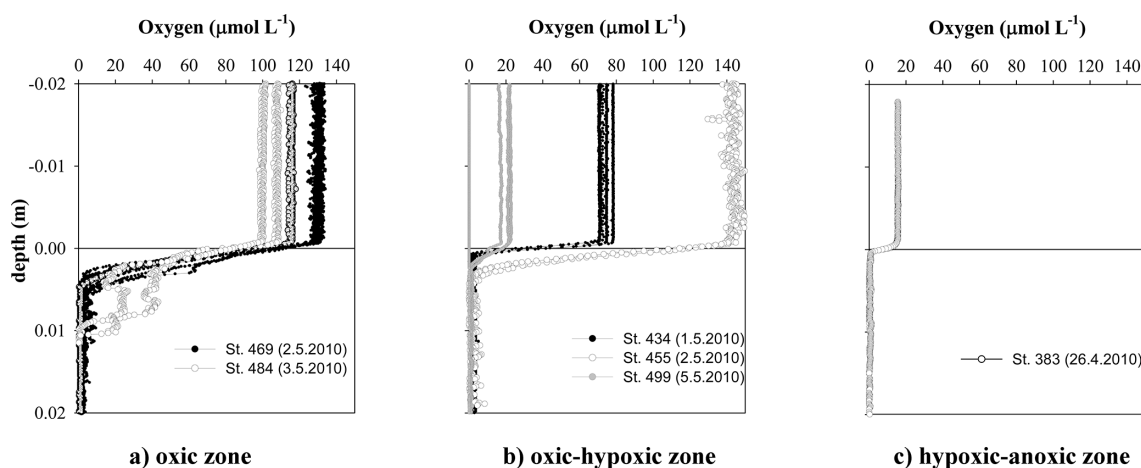 Oxygen (μmol L⁻¹)
0 20 40 60 80 100 120 140
-0.02
-0.01
0.00
0.01
0.02
depth (m)
St. 469 (2.5.2010)
St. 484 (3.5.2010)
a) oxic zone
Oxygen (μmol L⁻¹)
0 20 40 60 80 100 120 140
St. 434 (1.5.2010)
St. 455 (2.5.2010)
St. 499 (5.5.2010)
b) oxic-hypoxic zone
Oxygen (μmol L⁻¹)
0 20 40 60 80 100 120 140
St. 383 (26.4.2010)
c) hypoxic-anoxic zone